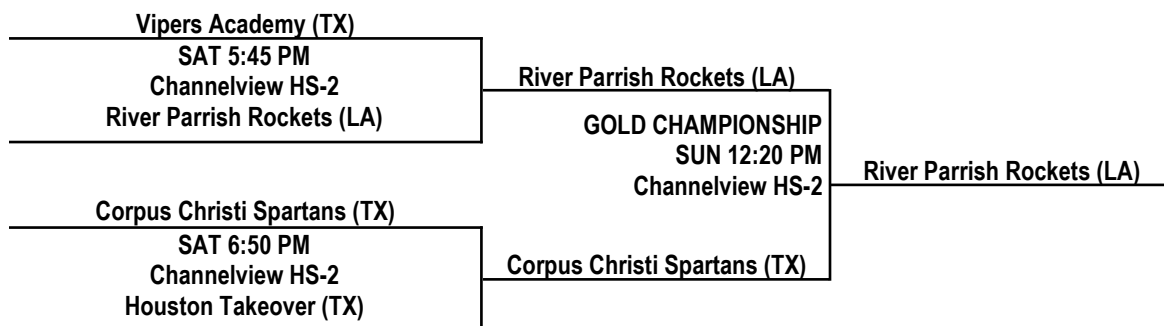 Vipers Academy (TX)
SAT 5:45 PM
Channelview HS-2
River Parrish Rockets (LA)
River Parrish Rockets (LA)
GOLD CHAMPIONSHIP
SUN 12:20 PM
Channelview HS-2
River Parrish Rockets (LA)
Corpus Christi Spartans (TX)
SAT 6:50 PM
Channelview HS-2
Houston Takeover (TX)
Corpus Christi Spartans (TX)